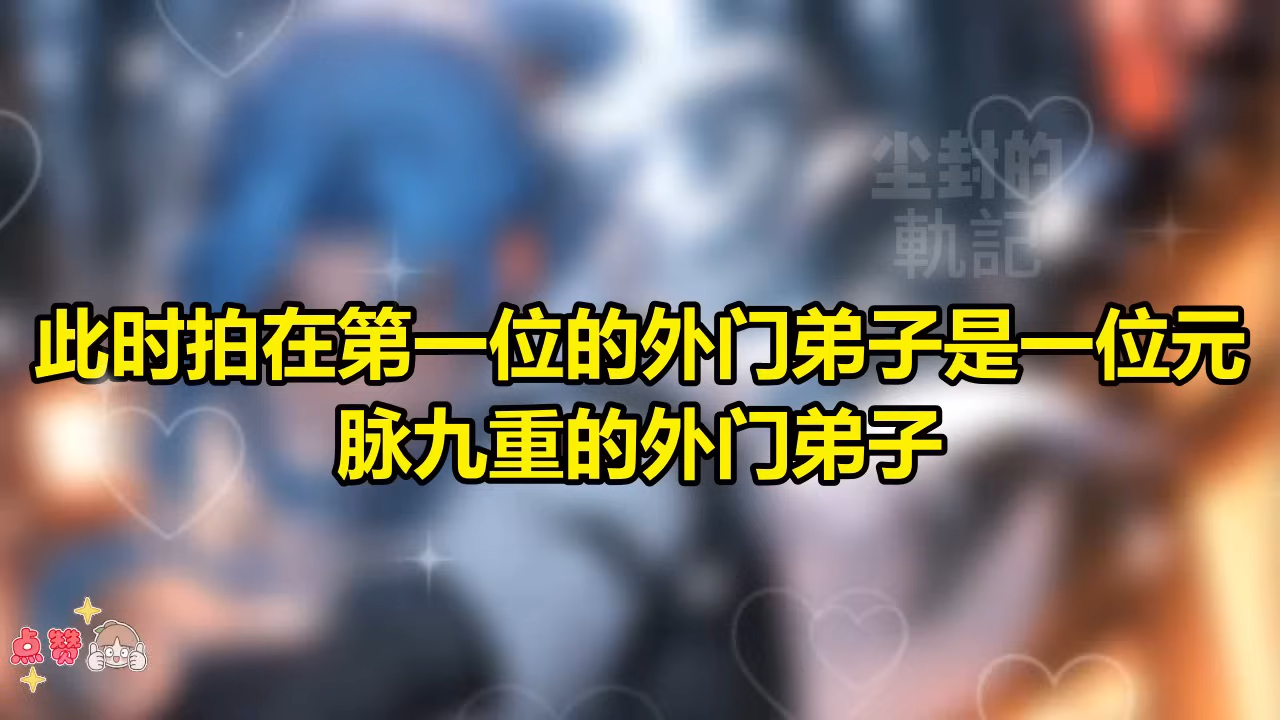 尘封的
軌記
此时拍在第一位的外门弟子是一位元
脉九重的外门弟子
点赞